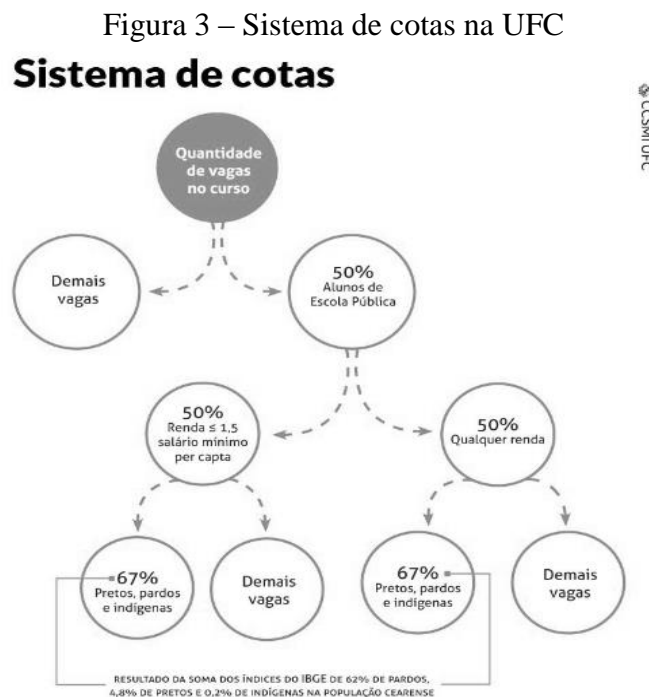 Figura 3 – Sistema de cotas na UFC
Sistema de cotas
CCSMI UFC
Quantidade
de vagas
no curso
Demais
vagas
50%
Alunos de
Escola Pública
50%
Renda ≤ 1,5
salário mínimo
per capta
50%
Qualquer renda
67%
Pretos, pardos
e indígenas
Demais
vagas
67%
Pretos, pardos
e indígenas
Demais
vagas
RESULTADO DA SOMA DOS ÍNDICES DO IBGE DE 62% DE PARDOS,
4,8% DE PRETOS E 0,2% DE INDÍGENAS NA POPULAÇÃO CEARENSE